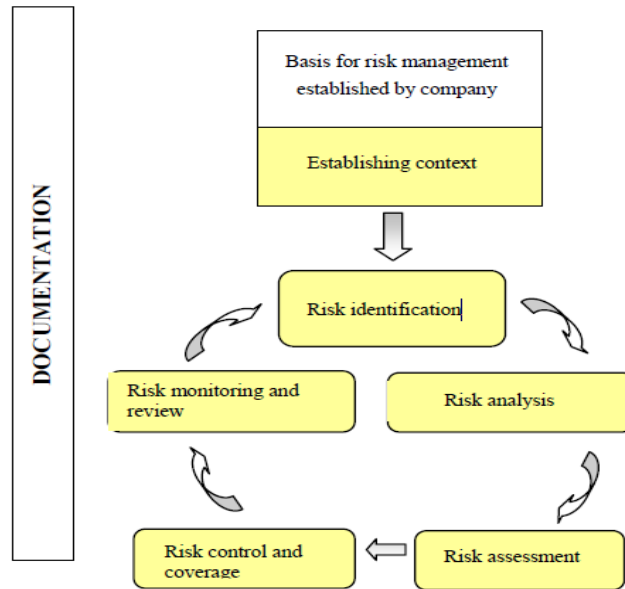 DOCUMENTATION
Basis for risk management
established by company
Establishing context
Risk identification
Risk monitoring and
review
Risk analysis
Risk control and
coverage
Risk assessment